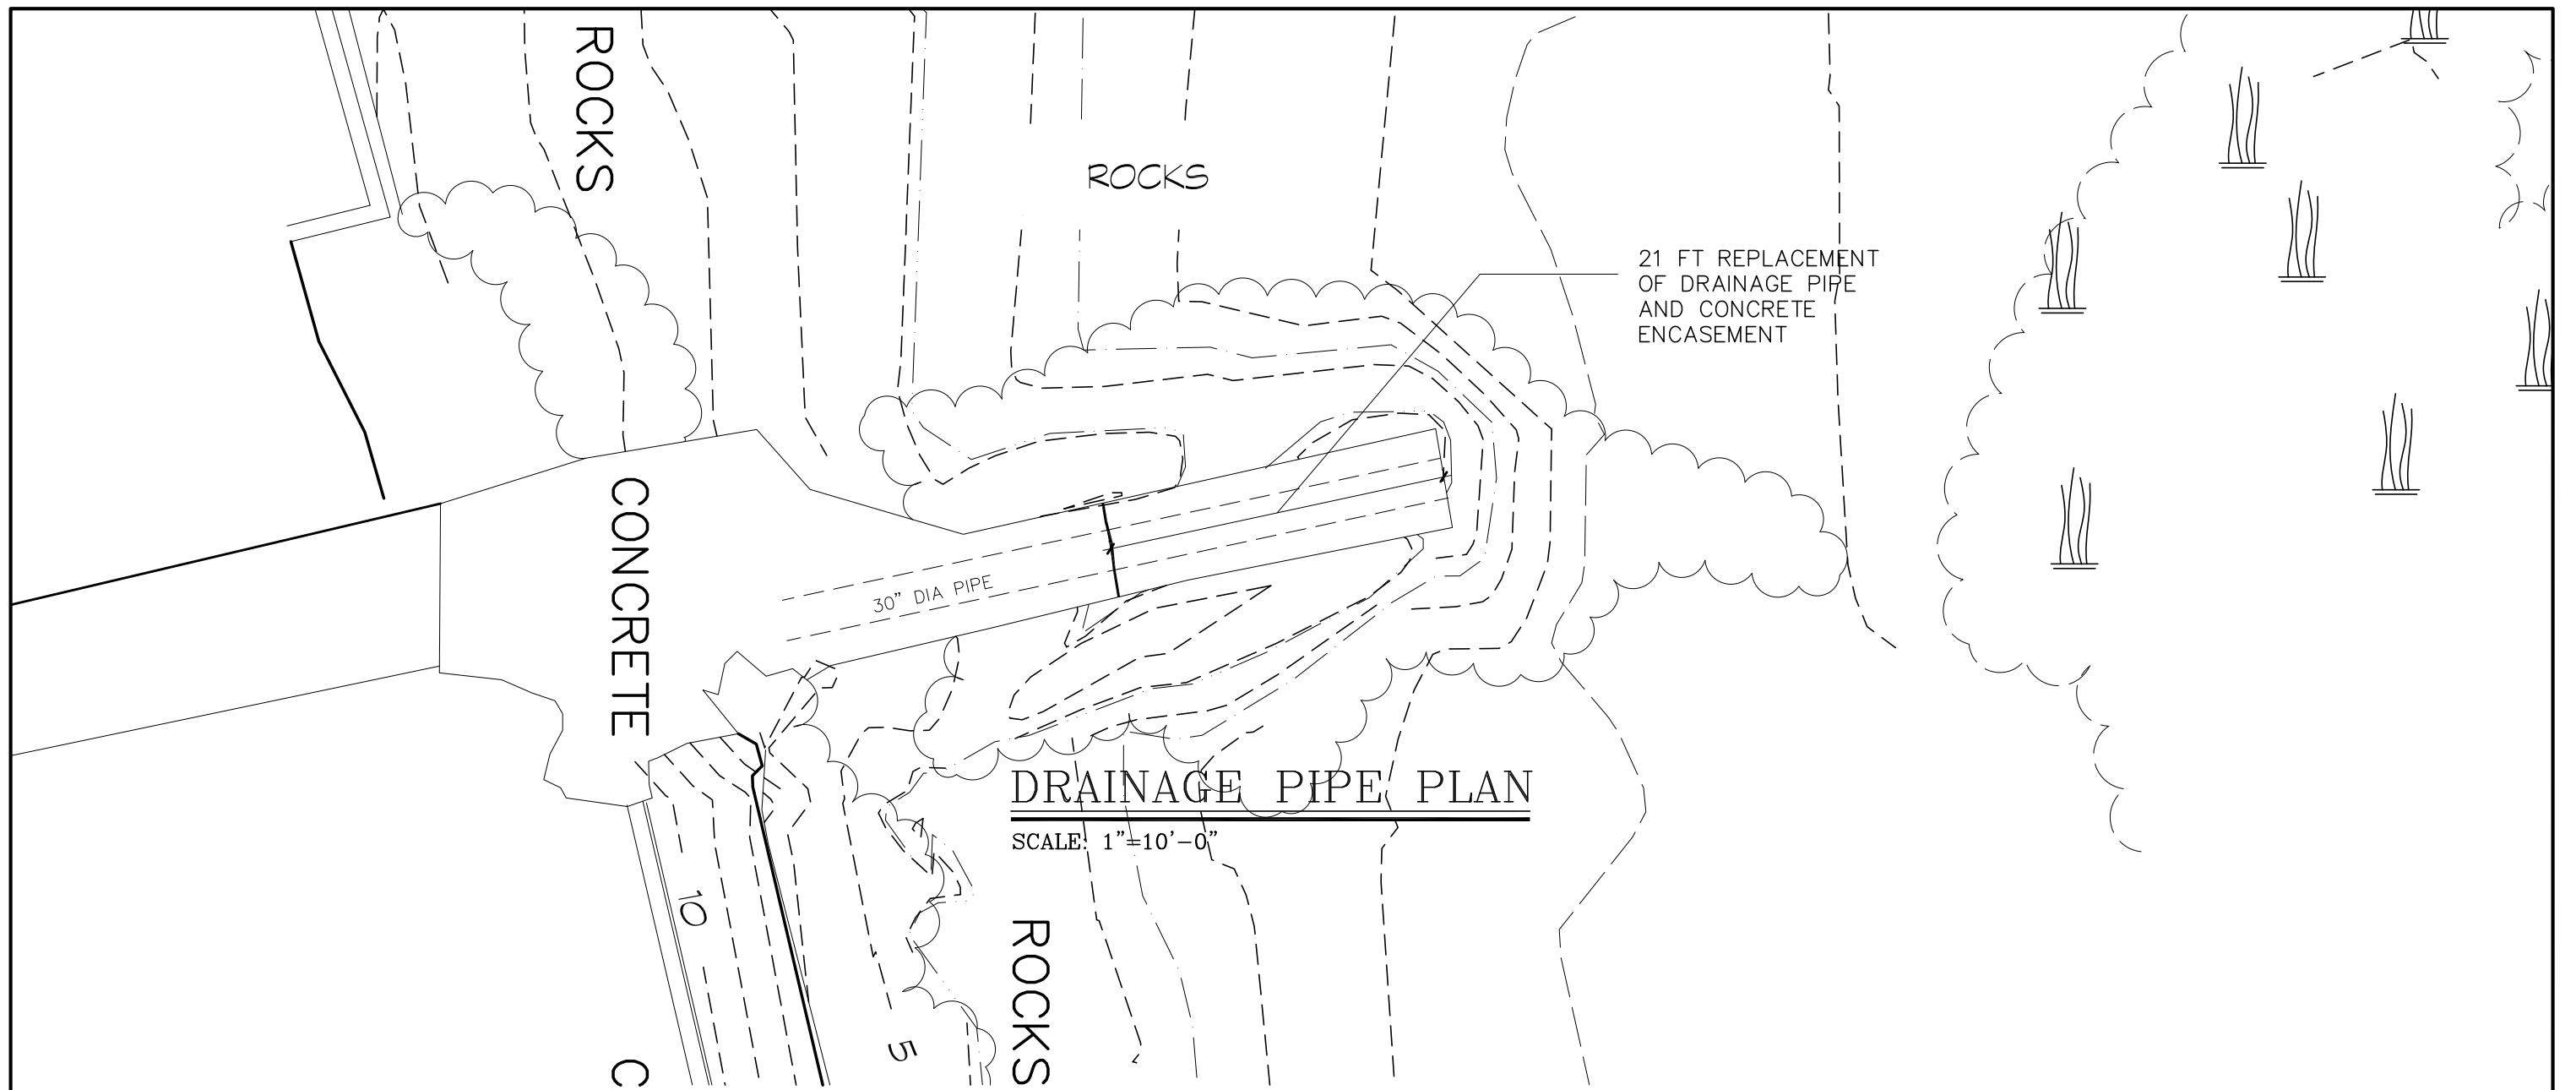 ROCKS
ROCKS
21 FT REPLACEMENT
OF DRAINAGE PIPE
AND CONCRETE
ENCASEMENT
CONCRETE
30" DIA PIPE
DRAINAGE PIPE PLAN
SCALE: 1"=10'-0"
10
ROCKS
5
C